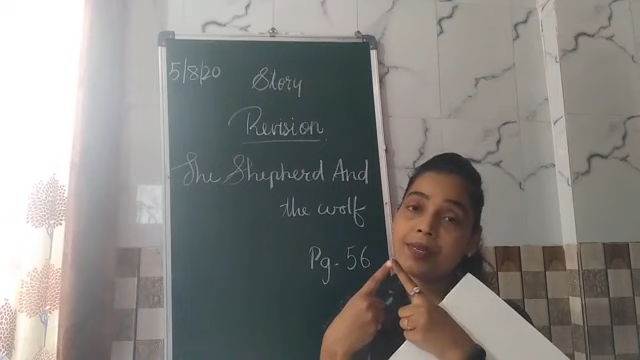 5/8/20
Story
Revision
The Shepherd And
the wolf
Pg - 56